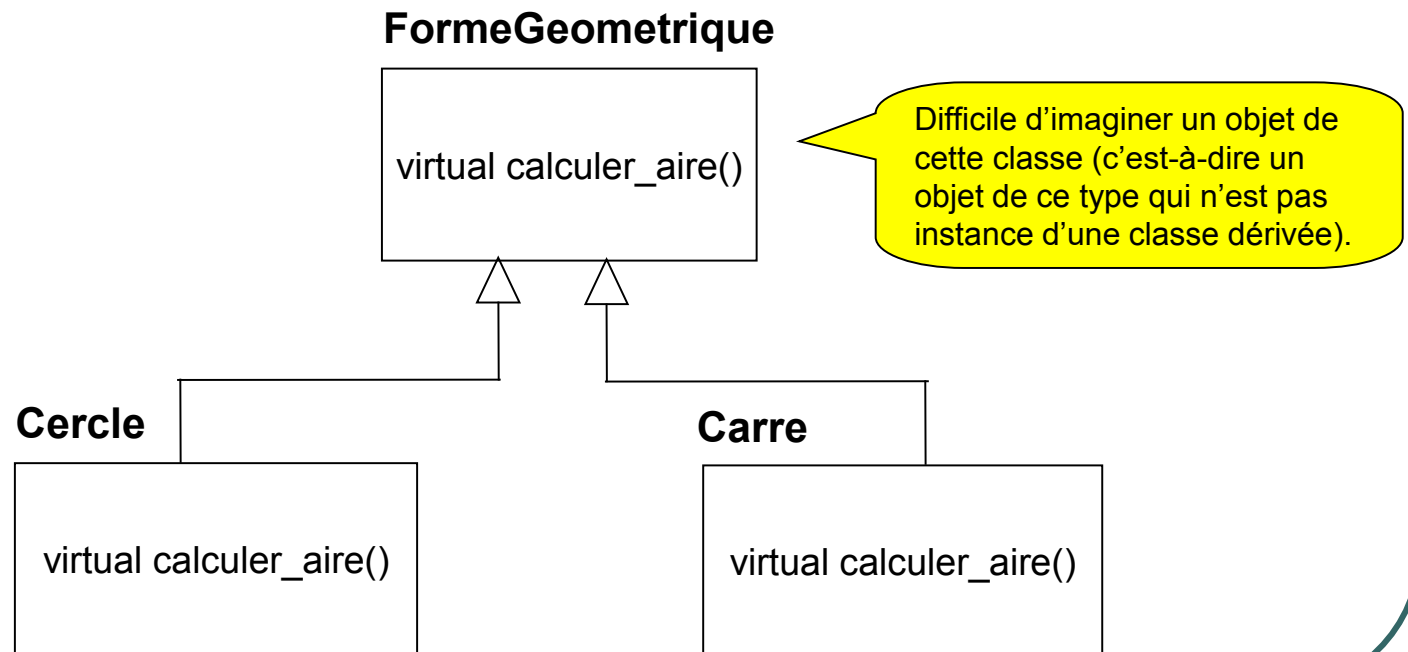 FormeGeometrique
virtual calculer_aire()
Difficile d’imaginer un objet de
cette classe (c’est-à-dire un
objet de ce type qui n’est pas
instance d’une classe dérivée).
Cercle
virtual calculer_aire()
Carre
virtual calculer_aire()